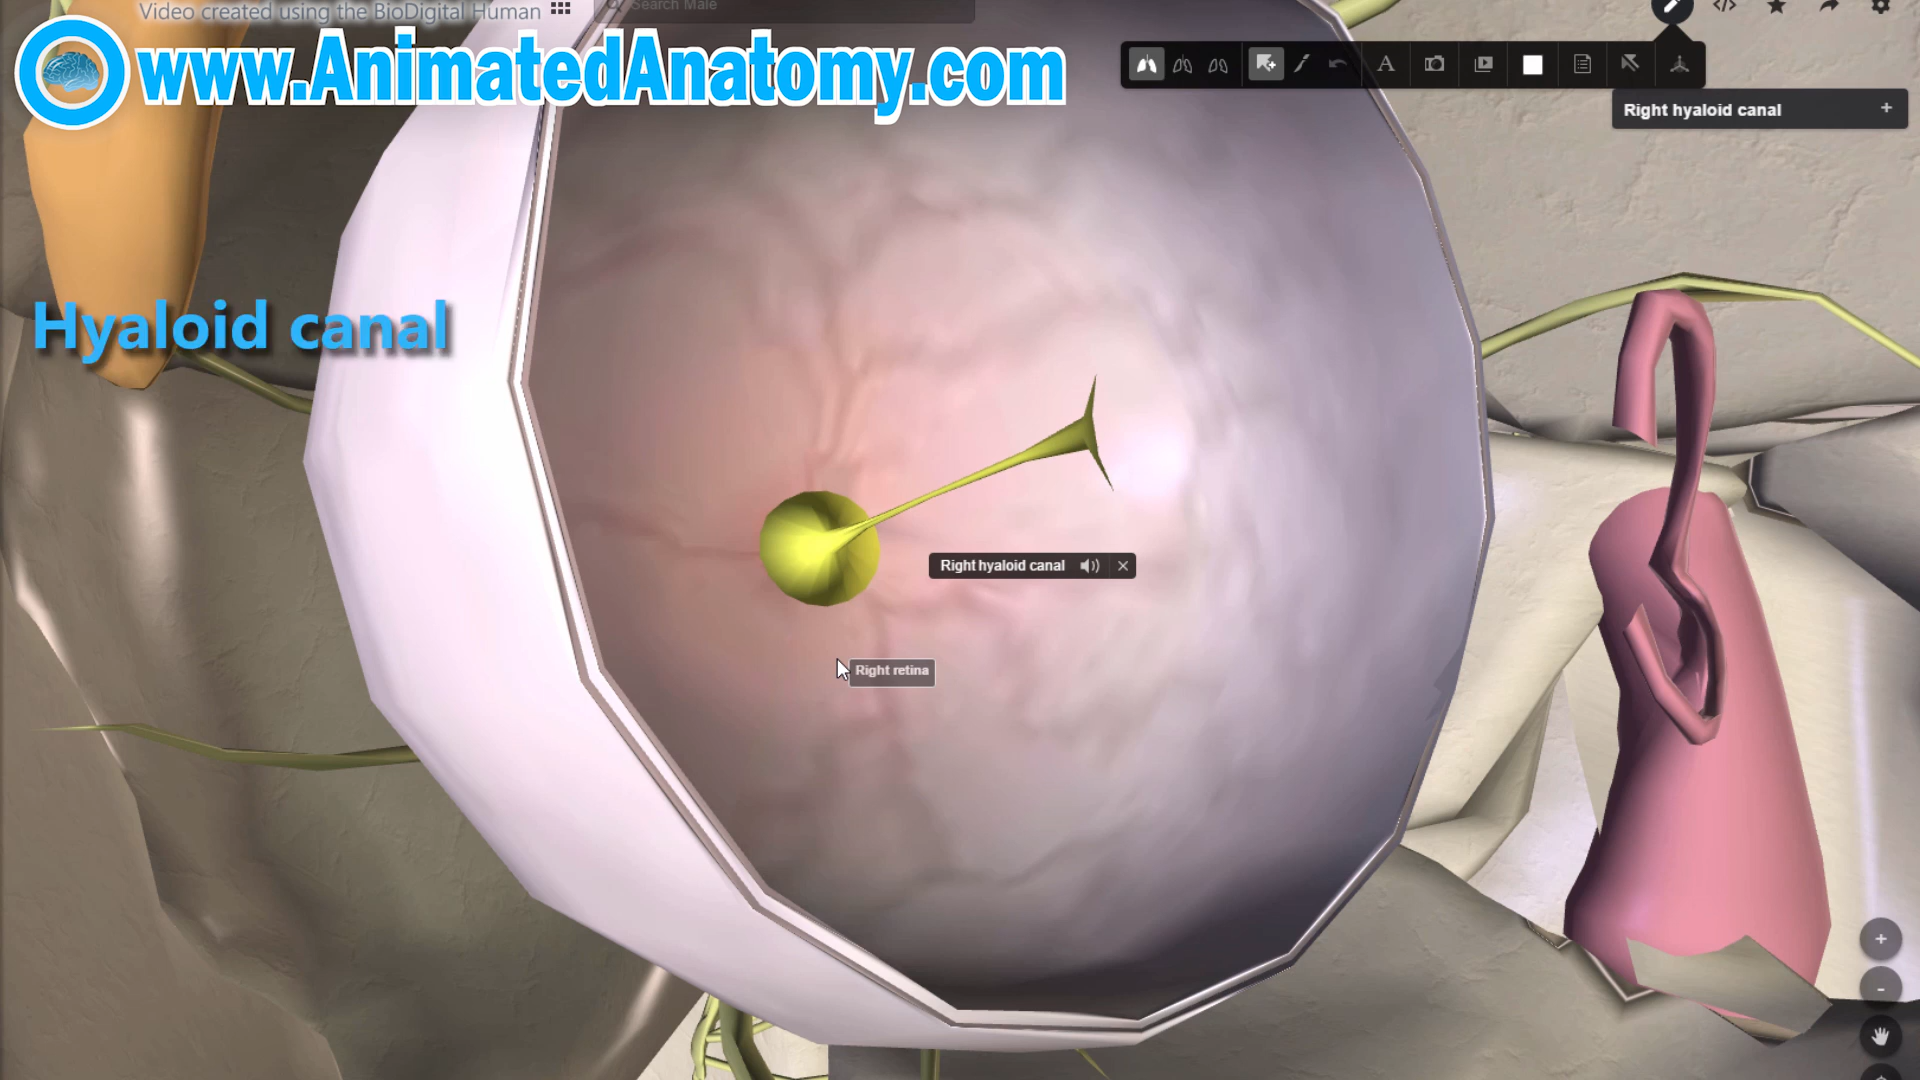 Video created using the BioDigital Human
Search Male
www.AnimatedAnatomy.com
A
Right hyaloid canal +
Hyaloid canal
Right hyaloid canal
Right retina
+
-